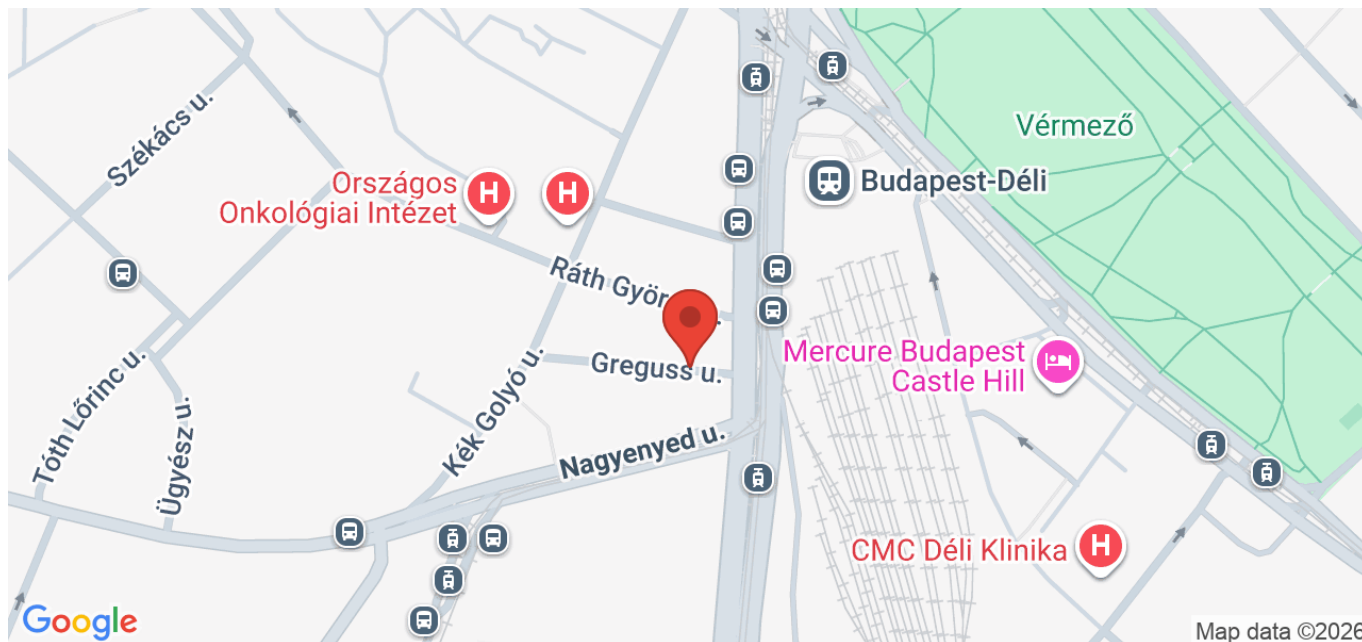 Székács u.
Vérmező
Országos
Onkológiai Intézet
H
H
Budapest-Déli
Ráth Györ
Greguss u.
Mercure Budapest
Castle Hill
Tóth Lőrinc u.
Ügyész u.
Kék Golyó u.
Nagyenyed u.
CMC Déli Klinika
H
Google
Map data ©2026